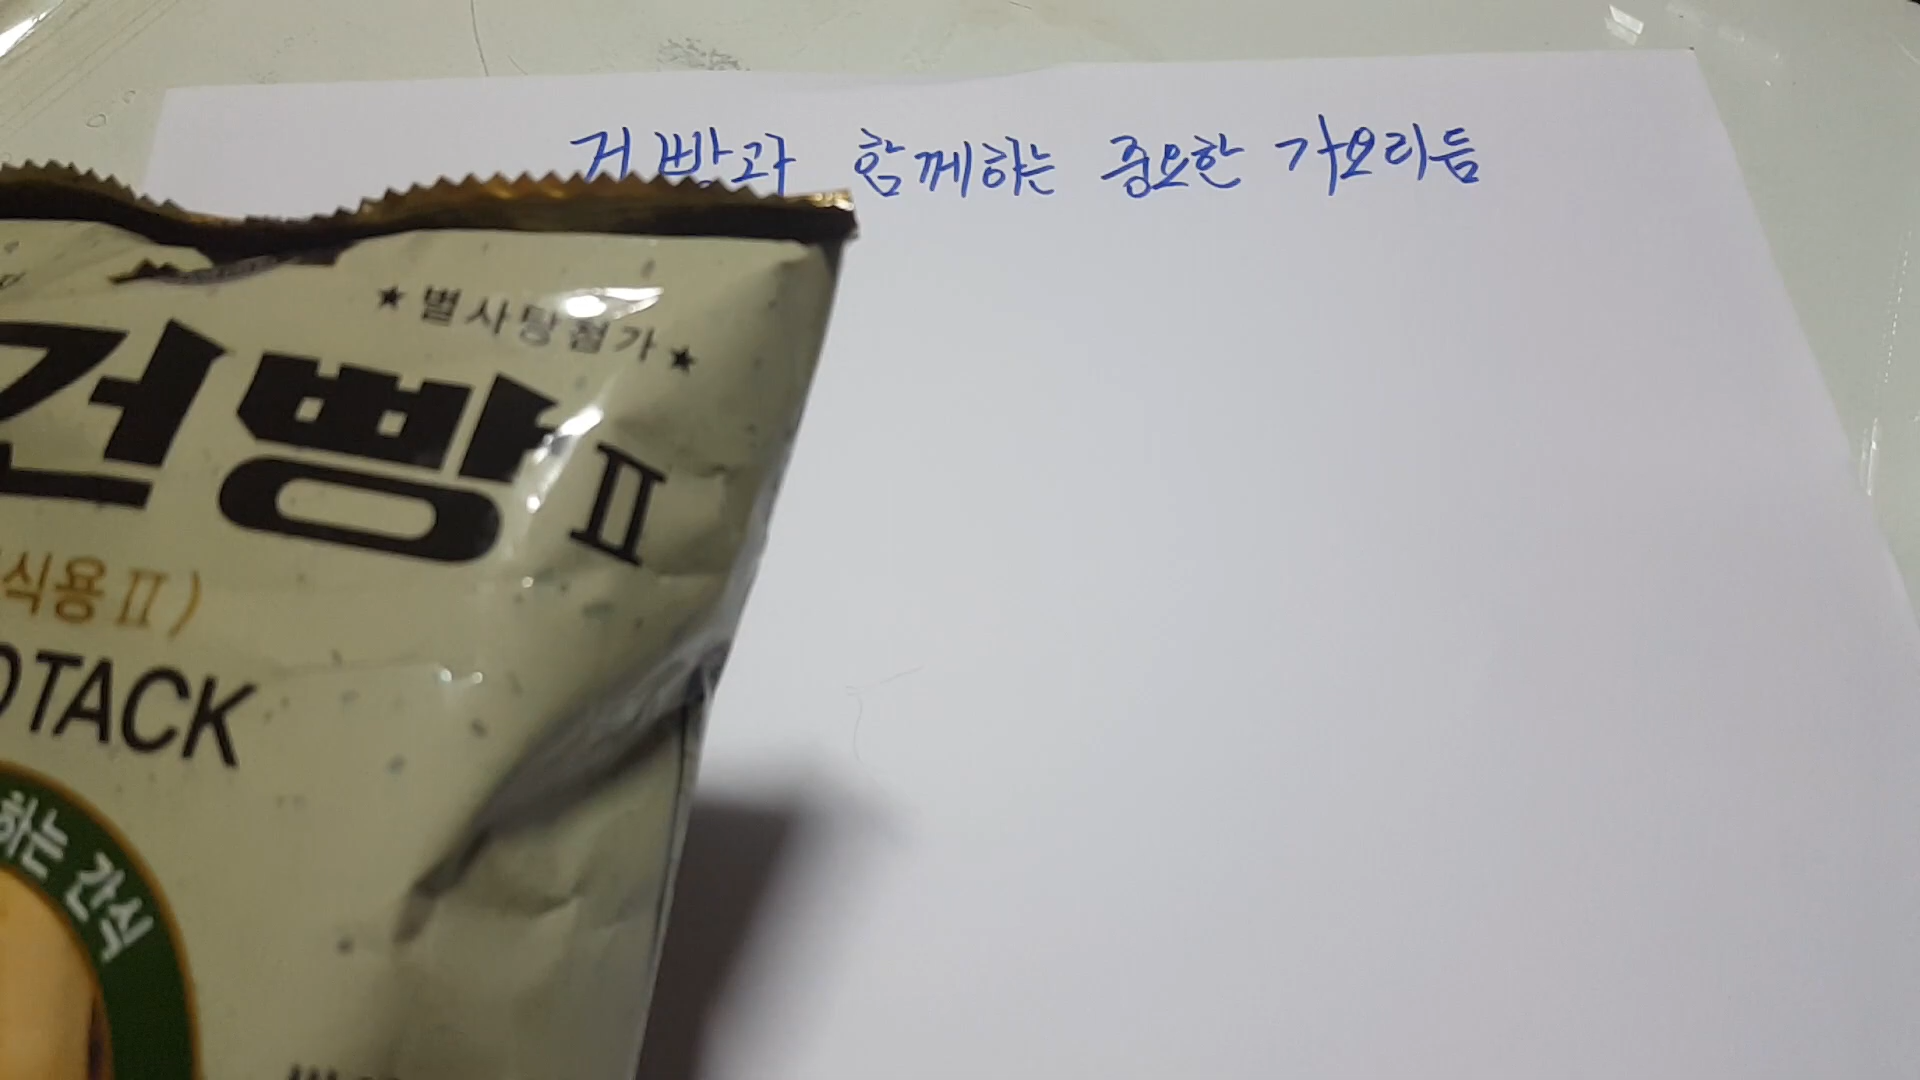 건빵과 함께하는 중요한 가오리듬
★별사탕첨가★
건빵Ⅱ
식용Ⅱ)
OTACK
하는 간식